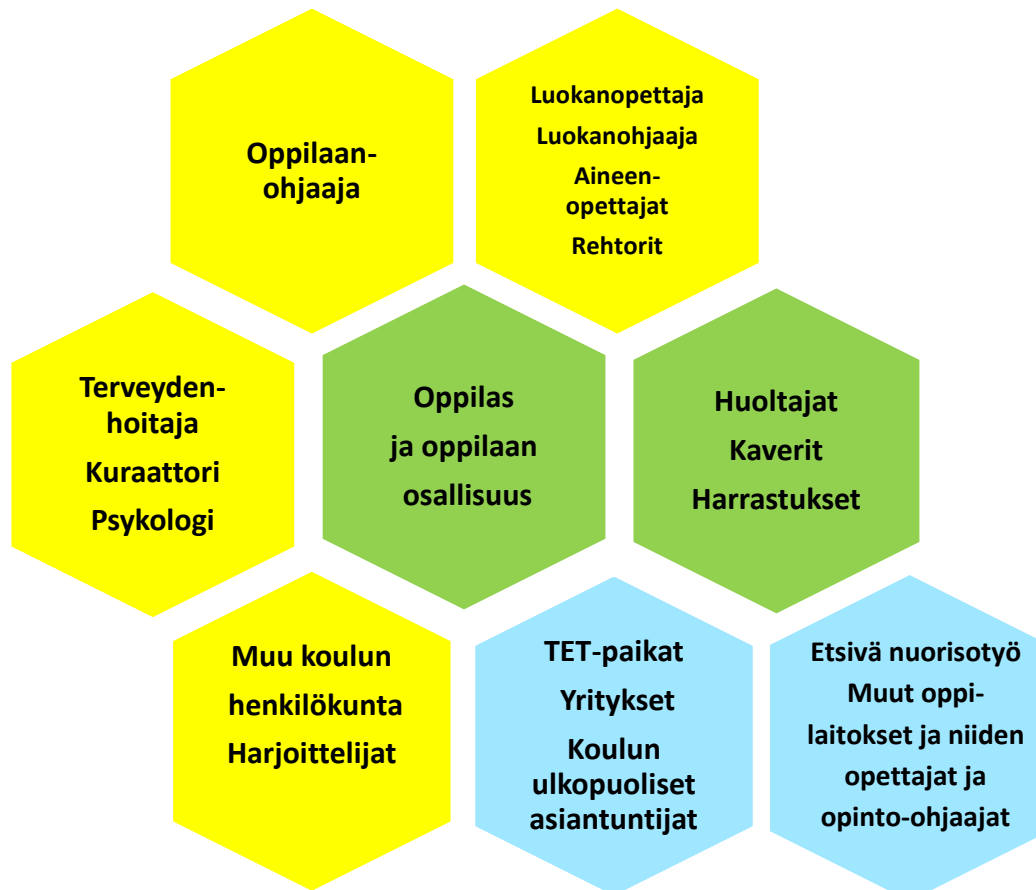 Oppilaan-
ohjaaja
Luokanopettaja
Luokanohjaaja
Aineen-
opettajat
Rehtorit
Terveyden-
hoitaja
Kuraattori
Psykologi
Oppilas
ja oppilaan
osallisuus
Huoltajat
Kaverit
Harrastukset
Muu koulun
henkilökunta
Harjoittelijat
TET-paikat
Yritykset
Koulun
ulkopuoliset
asiantuntijat
Etsivä nuorisotyö
Muut oppi-
laitokset ja niiden
opettajat ja
opinto-ohjaajat